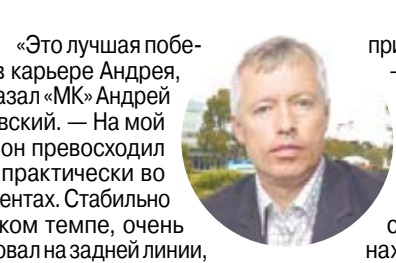 «Это лучшая побе-
в карьере Андрея,
азал «МК» Андрей
вский. — На мой
он превосходил
практически во
ентах. Стабильно
ком темпе, очень
овал на задней линии,
при
—
с
нах